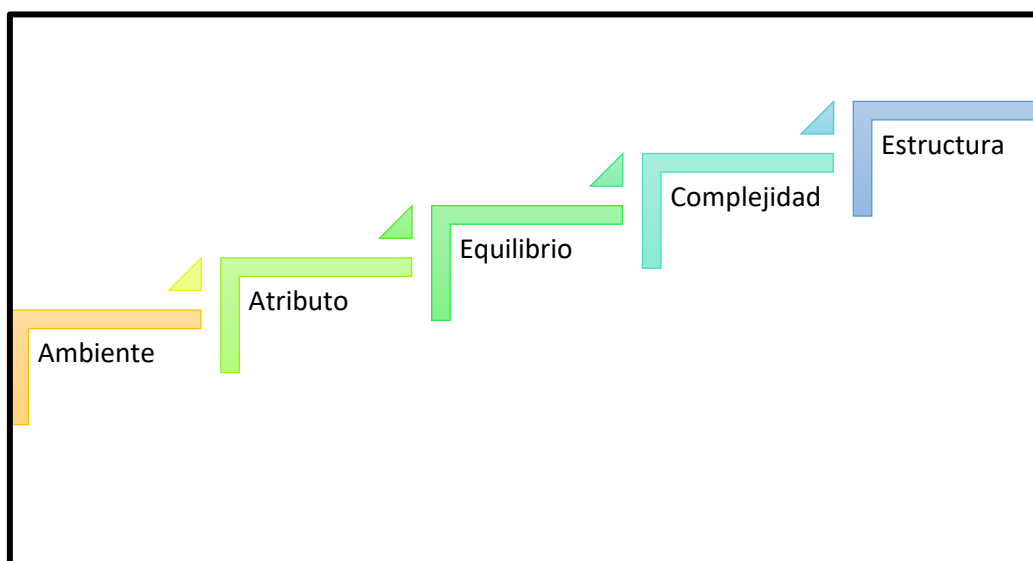 Ambiente
Atributo
Equilibrio
Complejidad
Estructura